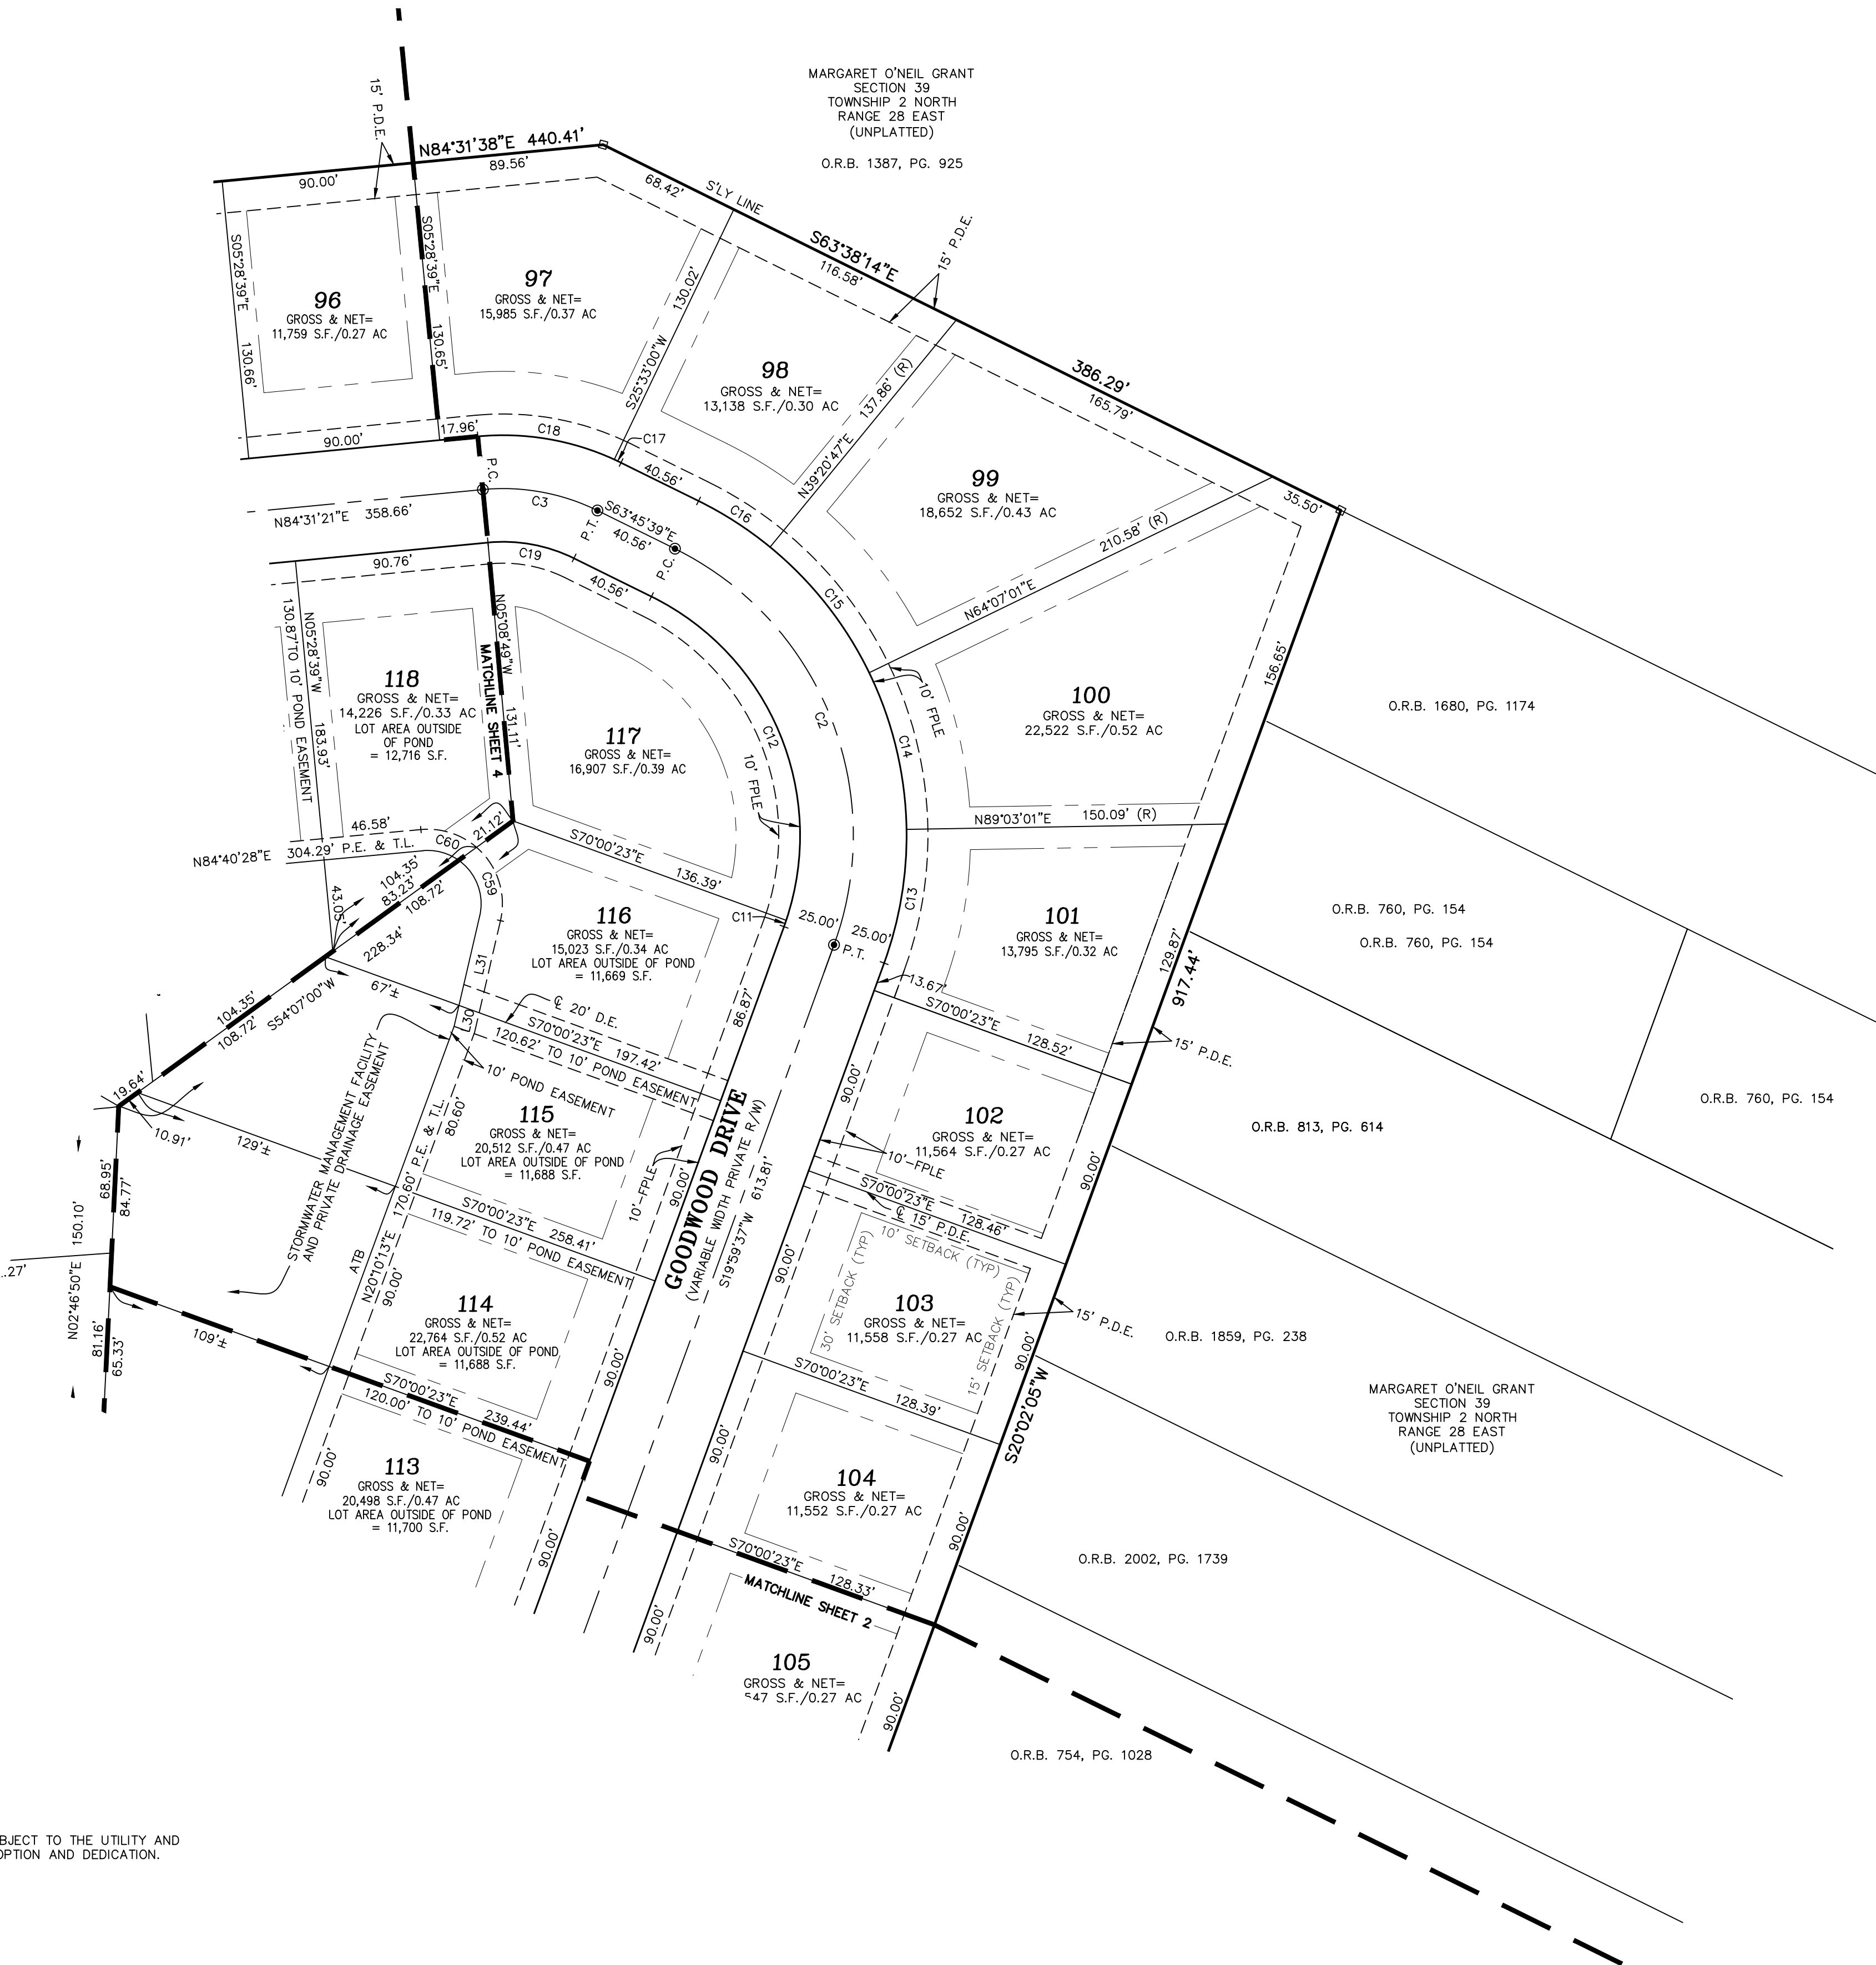 MARGARET O'NEIL GRANT
SECTION 39
TOWNSHIP 2 NORTH
RANGE 28 EAST
(UNPLATTED)
O.R.B. 1387, PG. 925
15' P.D.E.
N84°31'38"E 440.41'
90.00'
89.56'
68.42'
S'LY LINE
S63°38'14"E
116.58'
15' P.D.E.
386.29'
165.79'
35.50'
S05°28'39"E 130.66'
S05°28'39"E
130.65'
96
GROSS & NET=
11,759 S.F./0.27 AC
97
GROSS & NET=
15,985 S.F./0.37 AC
S25°33'00"W 130.02'
98
GROSS & NET=
13,138 S.F./0.30 AC
N39°20'47"E 137.86' (R)
99
GROSS & NET=
18,652 S.F./0.43 AC
N64°07'01"E 210.58' (R)
90.00'
17.96'
C18
C17
40.56'
C16
P.C.
C3
N84°31'21"E 358.66'
P.T.
S63°45'39"E
40.56'
P.C.
90.76'
C19
40.56'
C15
C2
C12
C14
C13
10' FPLE
10' FPLE
130.87'TO 10' POND EASEMENT
N05°28'39"W 183.93'
118
GROSS & NET=
14,226 S.F./0.33 AC
LOT AREA OUTSIDE
OF POND
= 12,716 S.F.
MATCHLINE SHEET 4
N05°08'49"W
131.11'
117
GROSS & NET=
16,907 S.F./0.39 AC
100
GROSS & NET=
22,522 S.F./0.52 AC
156.65'
N89°03'01"E 150.09' (R)
O.R.B. 1680, PG. 1174
46.58'
21.12'
C60
C59
N84°40'28"E 304.29' P.E. & T.L.
104.35'
83.23'
108.72'
43.05'
228.34'
S70°00'23"E
136.39'
C11
25.00'
25.00'
P.T.
13.67'
116
GROSS & NET=
15,023 S.F./0.34 AC
LOT AREA OUTSIDE OF POND
= 11,669 S.F.
101
GROSS & NET=
13,795 S.F./0.32 AC
129.87'
917.44'
O.R.B. 760, PG. 154
O.R.B. 760, PG. 154
67'±
L31
L30
℄ 20' D.E.
S70°00'23"E 197.42'
120.62' TO 10' POND EASEMENT
86.87'
S70°00'23"E
128.52'
15' P.D.E.
104.35'
108.72'
S54°07'00"W
19.64'
10.91'
129'±
STORMWATER MANAGEMENT FACILITY
AND PRIVATE DRAINAGE EASEMENT
10' POND EASEMENT
115
GROSS & NET=
20,512 S.F./0.47 AC
LOT AREA OUTSIDE OF POND
= 11,688 S.F.
80.60'
170.60' P.E. & T.L.
N20°10'13"E
ATB
90.00'
S70°00'23"E
258.41'
119.72' TO 10' POND EASEMENT
10'-FPLE
90.00'
GOODWOOD DRIVE
(VARIABLE WIDTH PRIVATE R/W)
S19°59'37"W 613.81'
90.00'
102
GROSS & NET=
11,564 S.F./0.27 AC
10'-FPLE
90.00'
O.R.B. 813, PG. 614
O.R.B. 760, PG. 154
S70°00'23"E
128.46'
℄ 15' P.D.E.
10' SETBACK (TYP)
30' SETBACK (TYP)
15' SETBACK (TYP)
103
GROSS & NET=
11,558 S.F./0.27 AC
15' P.D.E.
90.00'
90.00'
O.R.B. 1859, PG. 238
68.95'
84.77'
N02°46'50"E 150.10'
.27'
81.16'
65.33'
109'±
114
GROSS & NET=
22,764 S.F./0.52 AC
LOT AREA OUTSIDE OF POND
= 11,688 S.F.
S70°00'23"E
239.44'
120.00' TO 10' POND EASEMENT
90.00'
S70°00'23"E
128.39'
S20°02'05"W
MARGARET O'NEIL GRANT
SECTION 39
TOWNSHIP 2 NORTH
RANGE 28 EAST
(UNPLATTED)
113
GROSS & NET=
20,498 S.F./0.47 AC
LOT AREA OUTSIDE OF POND
= 11,700 S.F.
90.00'
90.00'
90.00'
104
GROSS & NET=
11,552 S.F./0.27 AC
90.00'
S70°00'23"E
128.33'
MATCHLINE SHEET 2
O.R.B. 2002, PG. 1739
90.00'
105
GROSS & NET=
547 S.F./0.27 AC
90.00'
O.R.B. 754, PG. 1028
BJECT TO THE UTILITY AND
OPTION AND DEDICATION.